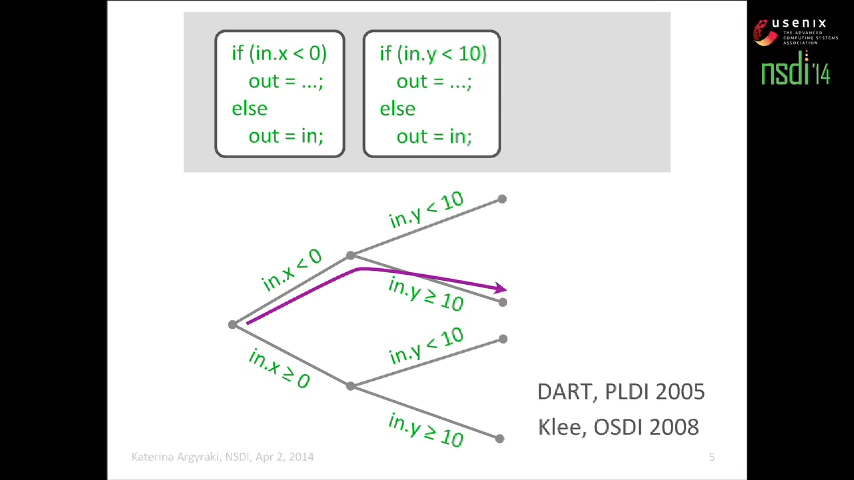 if (in.x < 0)
out = ...;
else
out = in;
if (in.y < 10)
out = ...;
else
out = in;
usenix
THE ADVANCED
COMPUTING SYSTEMS
ASSOCIATION
nsdi '14
in.y < 10
in.x < 0
in.y ≥ 10
in.y < 10
in.x ≥ 0
in.y ≥ 10
DART, PLDI 2005
Klee, OSDI 2008
Katerina Argyraki, NSDI, Apr 2, 2014
5